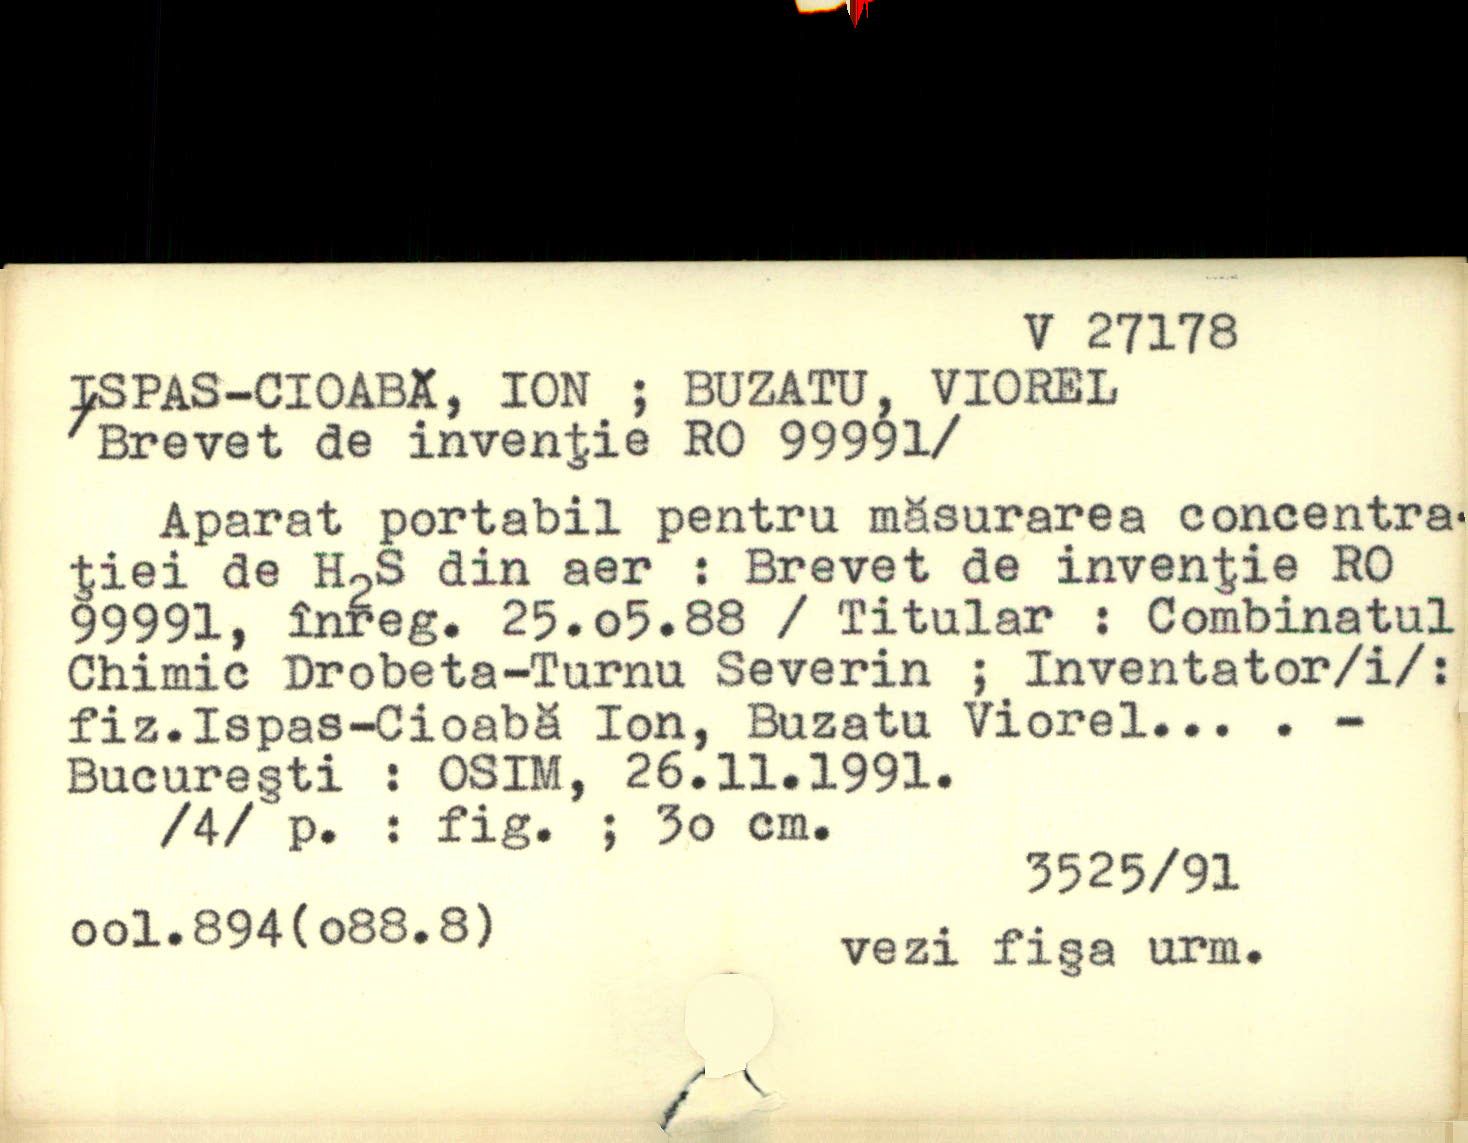 V 27178
ISPAS-CIOABĂ, ION ; BUZATU, VIOREL
/Brevet de invenţie RO 99991/
Aparat portabil pentru măsurarea concentra-
ţiei de H₂S din aer : Brevet de invenţie RO
99991, înreg. 25.o5.88 / Titular : Combinatul
Chimic Drobeta-Turnu Severin ; Inventator/i/:
fiz.Ispas-Cioabă Ion, Buzatu Viorel... . -
Bucureşti : OSIM, 26.11.1991.
/4/ p. : fig. ; 3o cm.
3525/91
oo1.894(o88.8)
vezi fişa urm.